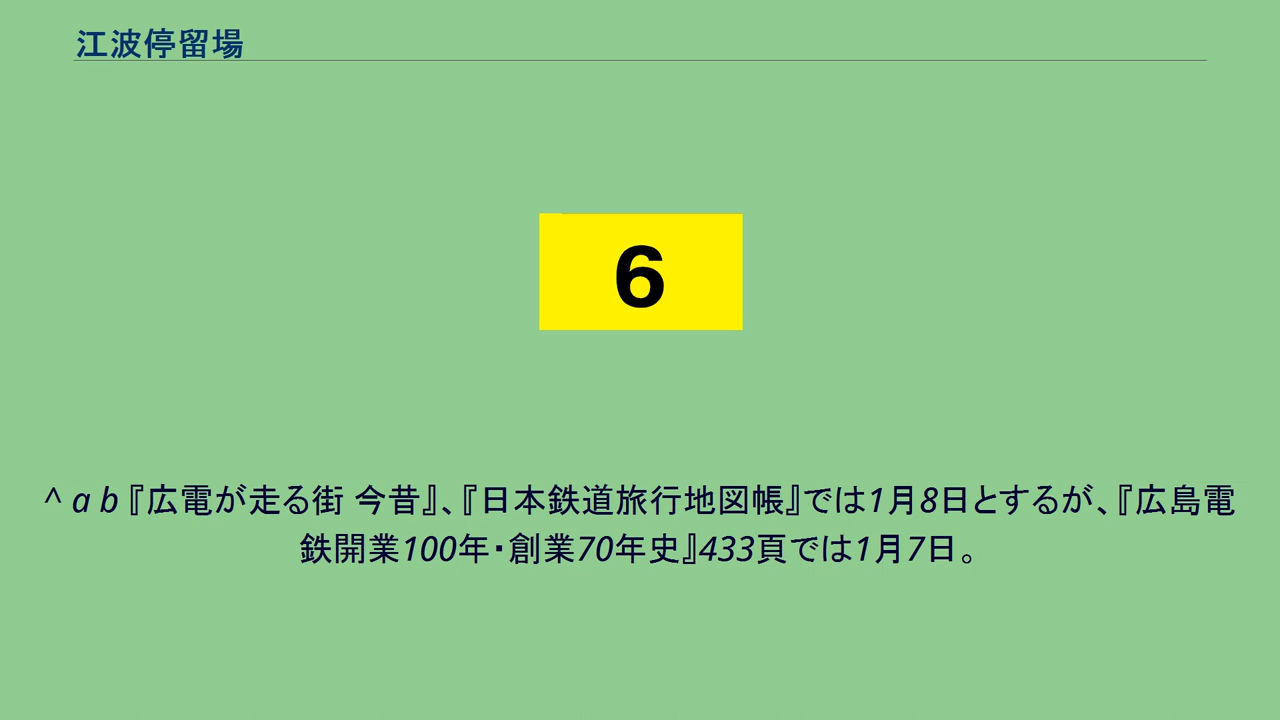 江波停留場
6
^ a b『広電が走る街 今昔』、『日本鉄道旅行地図帳』では1月8日とするが、『広島電
鉄開業100年・創業70年史』433頁では1月7日。